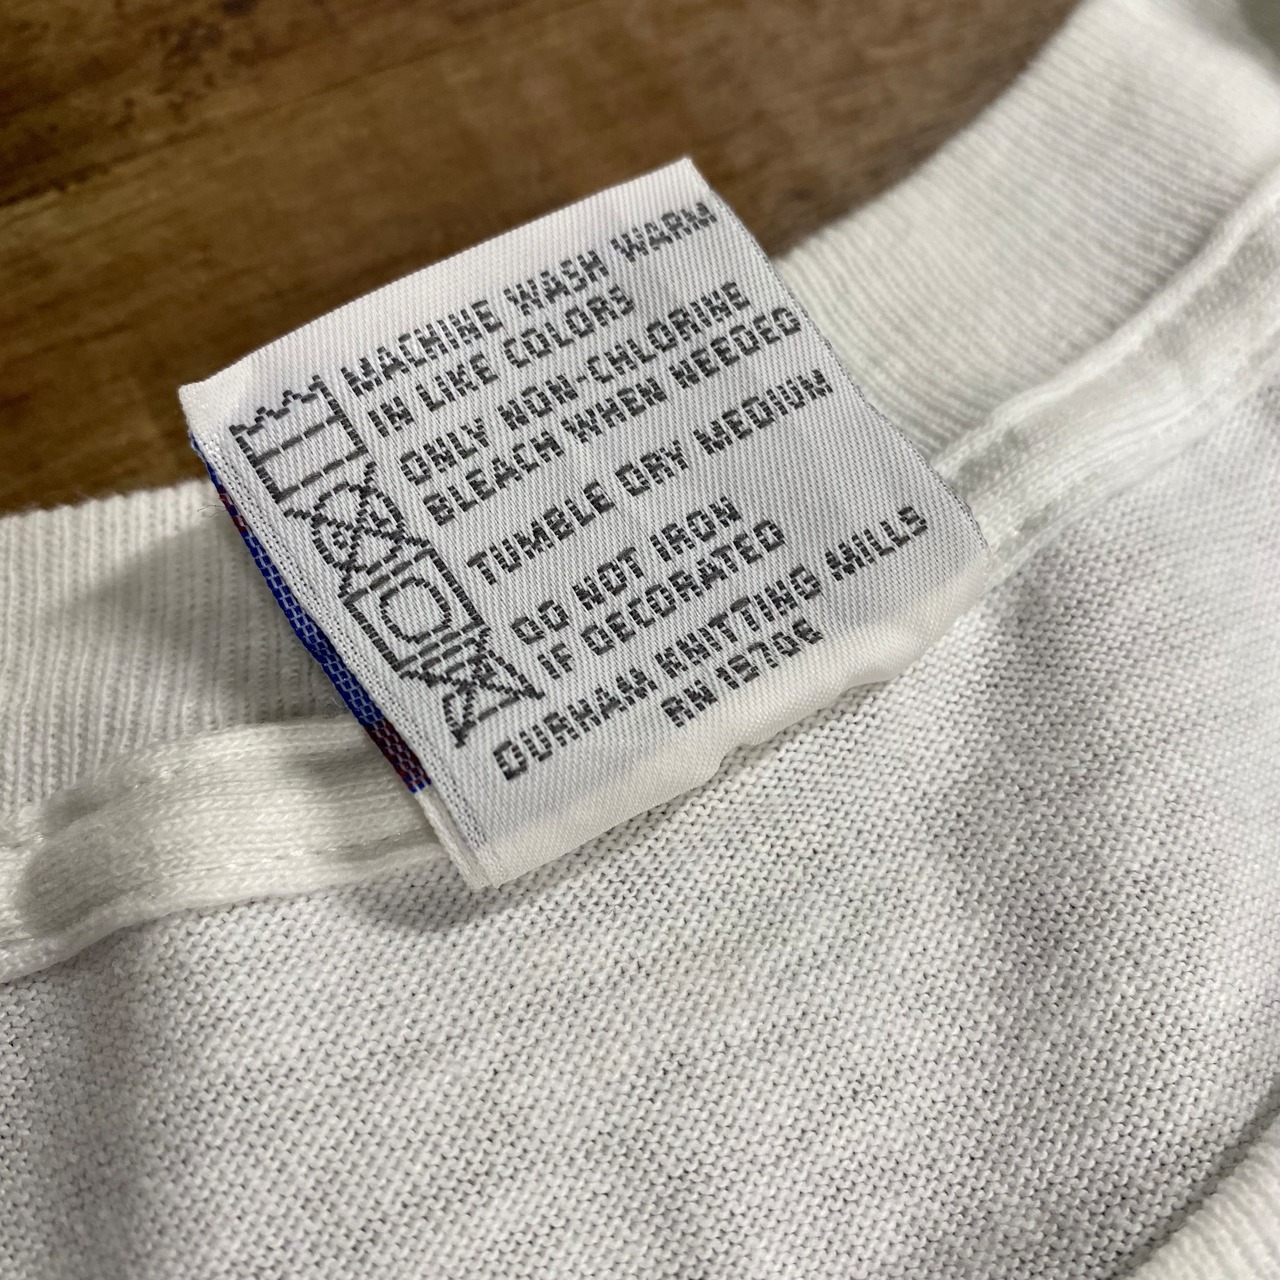 MACHINE WASH WARM
IN LIKE COLORS
ONLY NON-CHLORINE
BLEACH WHEN NEEDED
TUMBLE DRY MEDIUM
DO NOT IRON
IF DECORATED
DURHAM KNITTING MILLS
RN 15706